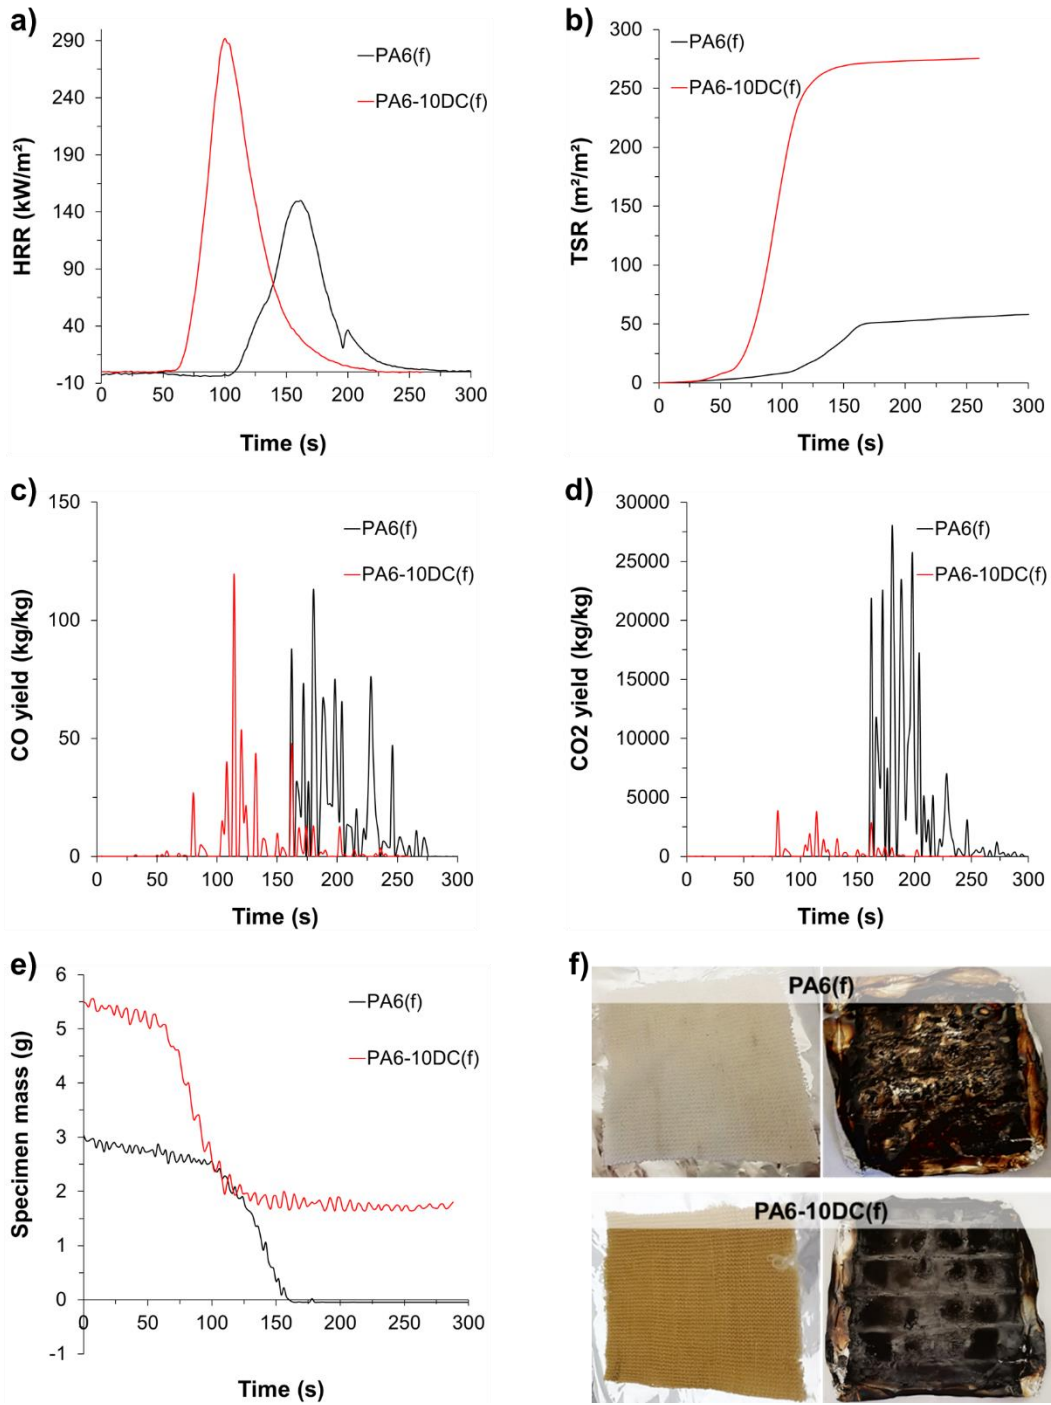 a)
HRR (kW/m²)
290
240
190
140
90
40
-10
0
50
100
150
200
250
300
Time (s)
PA6(f)
PA6-10DC(f)
b)
TSR (m²/m²)
300
250
200
150
100
50
0
0
50
100
150
200
250
300
Time (s)
PA6(f)
PA6-10DC(f)
c)
CO yield (kg/kg)
150
100
50
0
0
50
100
150
200
250
300
Time (s)
PA6(f)
PA6-10DC(f)
d)
CO2 yield (kg/kg)
30000
25000
20000
15000
10000
5000
0
0
50
100
150
200
250
300
Time (s)
PA6(f)
PA6-10DC(f)
e)
Specimen mass (g)
6
5
4
3
2
1
0
-1
0
50
100
150
200
250
300
Time (s)
PA6(f)
PA6-10DC(f)
f)
PA6(f)
PA6-10DC(f)